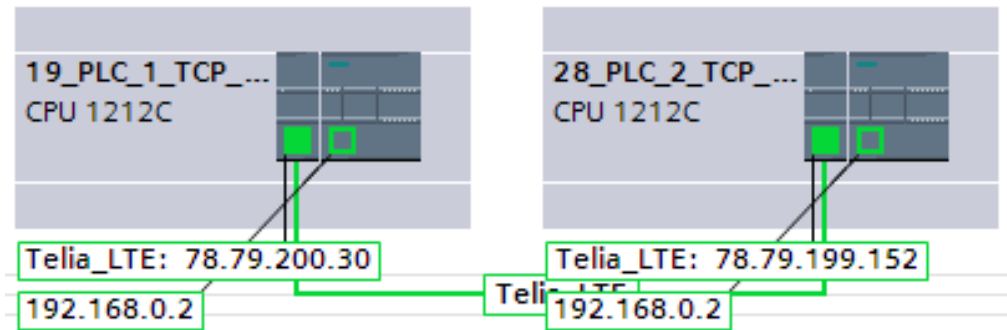 19_PLC_1_TCP_...
CPU 1212C
28_PLC_2_TCP_...
CPU 1212C
Telia_LTE: 78.79.200.30
192.168.0.2
Telia_LTE
Telia_LTE: 78.79.199.152
192.168.0.2